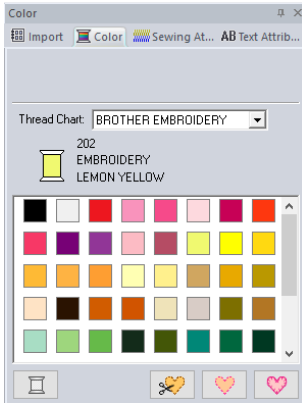 Color
Import Color Sewing At... AB Text Attrib...
Thread Chart: BROTHER EMBROIDERY
202
EMBROIDERY
LEMON YELLOW